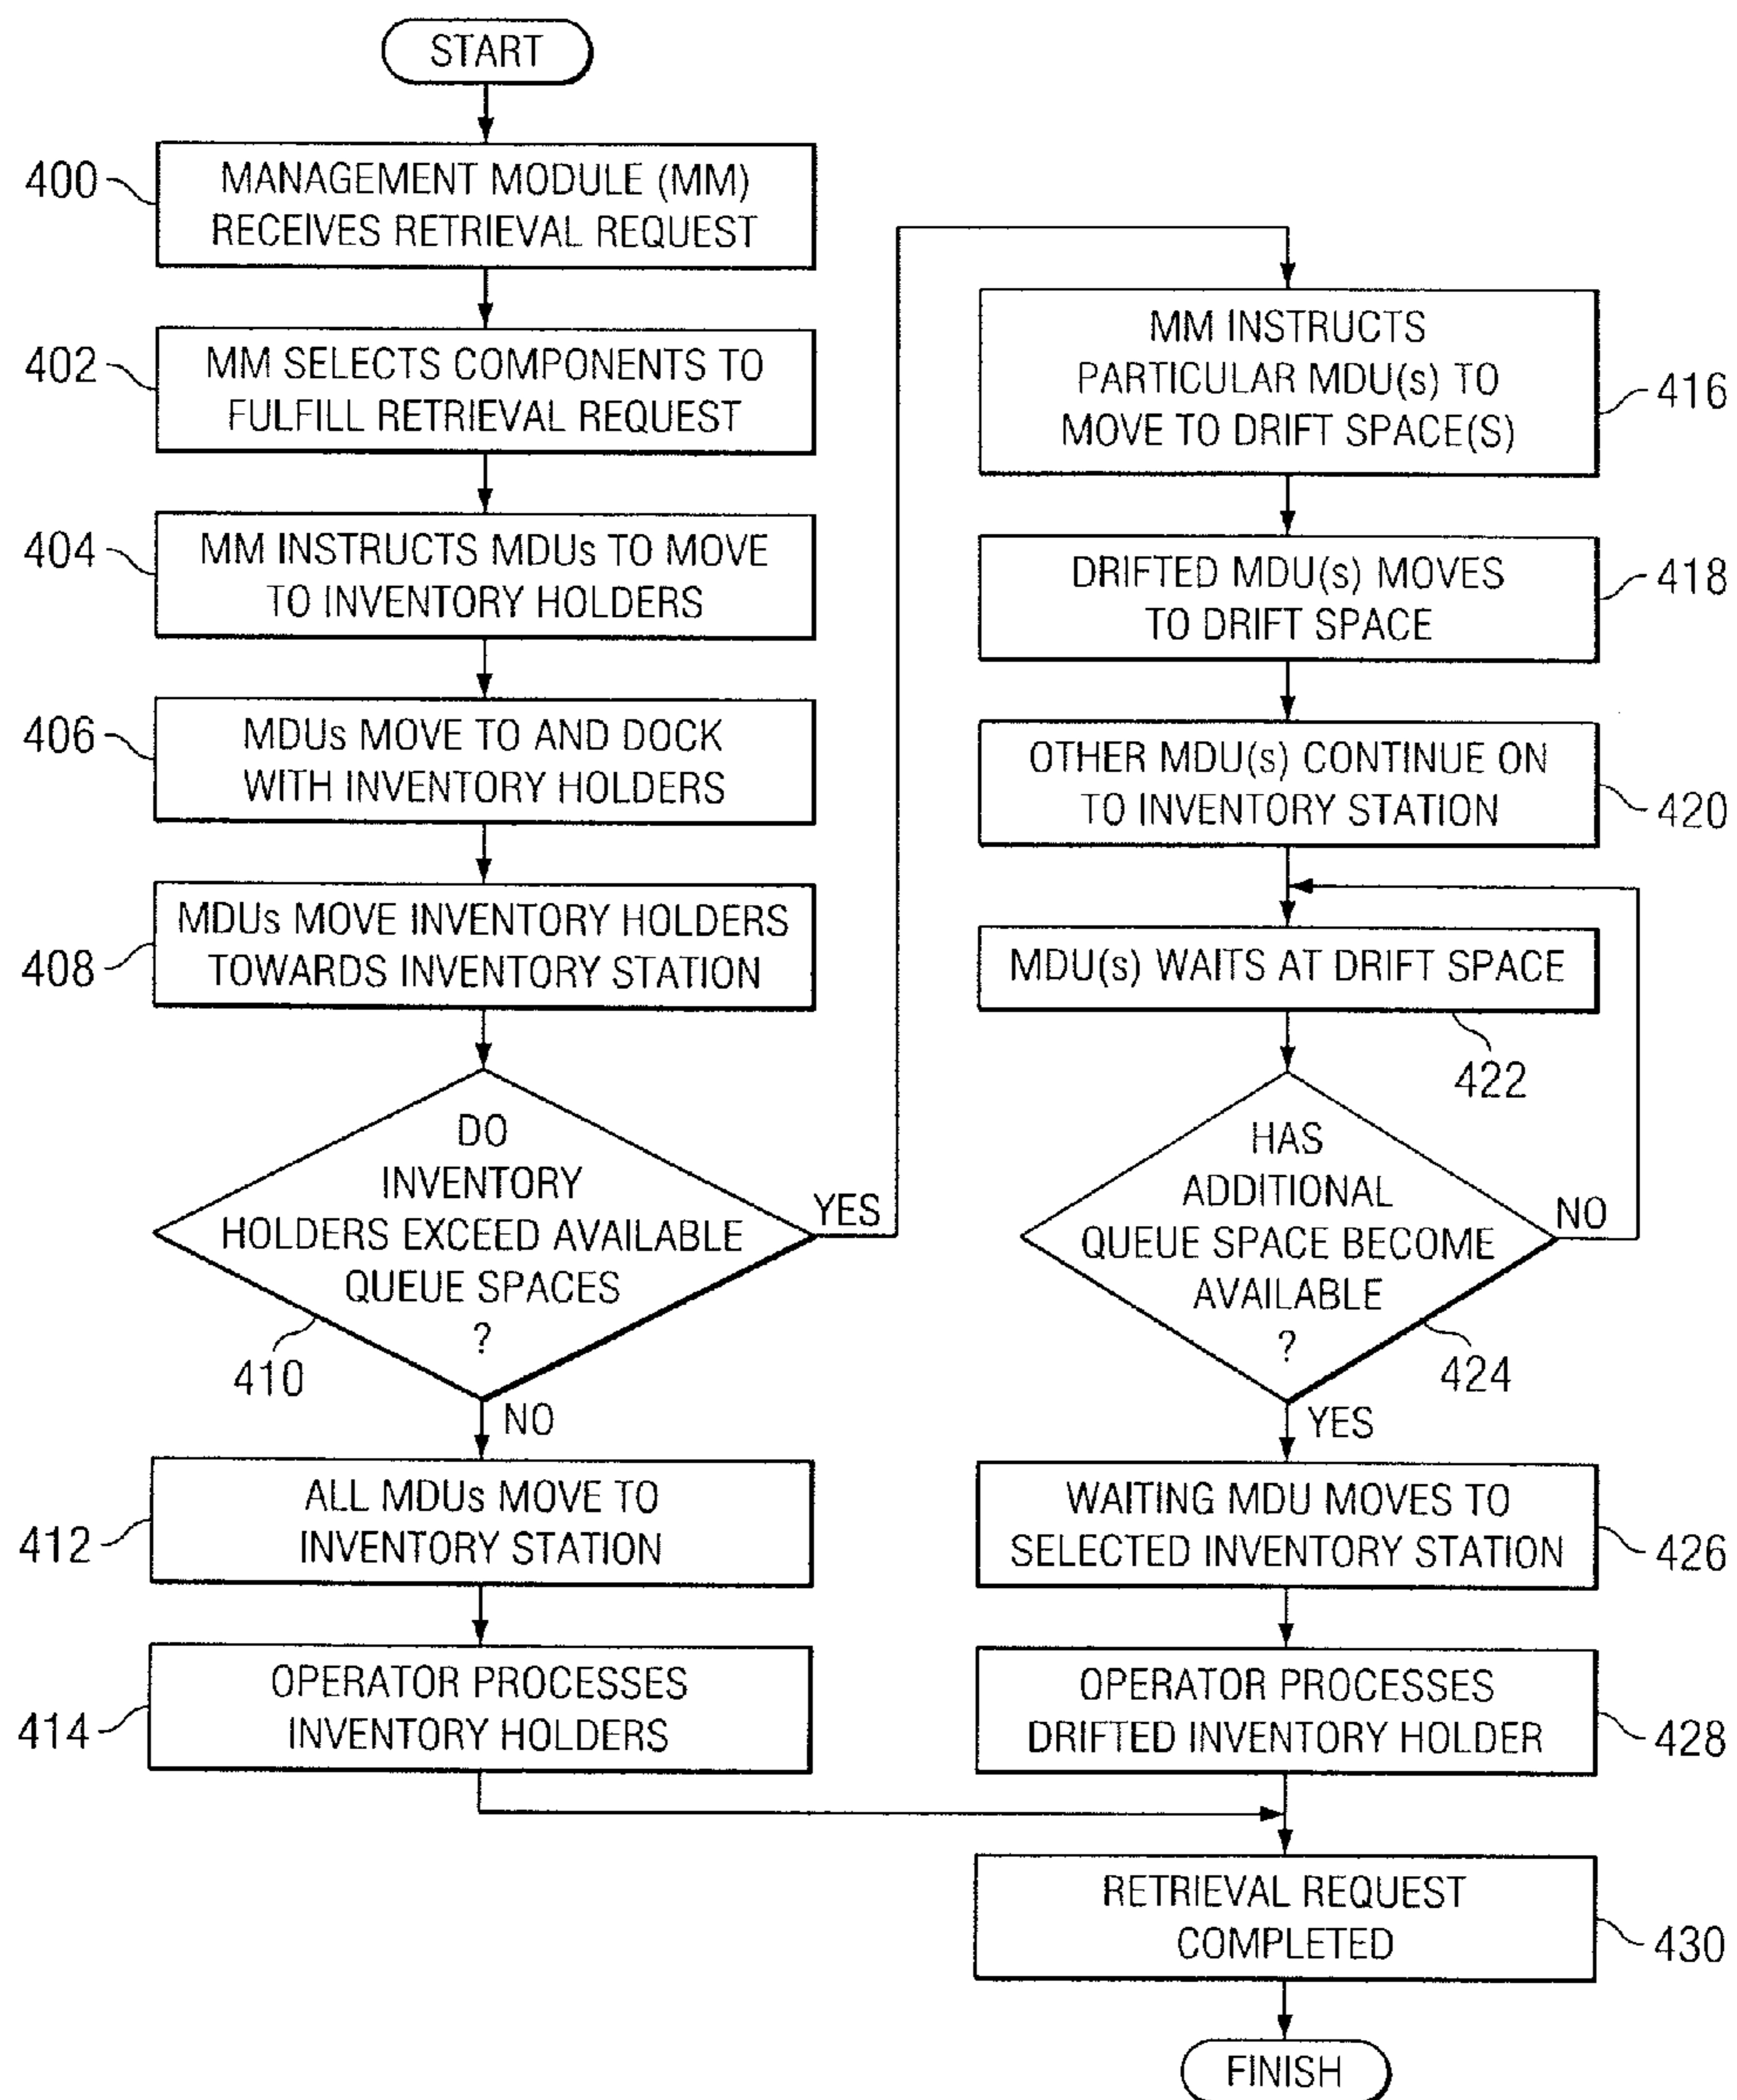 START
400
MANAGEMENT MODULE (MM)
RECEIVES RETRIEVAL REQUEST
402
MM SELECTS COMPONENTS TO
FULFILL RETRIEVAL REQUEST
404
MM INSTRUCTS MDUs TO MOVE
TO INVENTORY HOLDERS
406
MDUs MOVE TO AND DOCK
WITH INVENTORY HOLDERS
408
MDUs MOVE INVENTORY HOLDERS
TOWARDS INVENTORY STATION
DO
INVENTORY
HOLDERS EXCEED AVAILABLE
QUEUE SPACES
?
410
YES
NO
412
ALL MDUs MOVE TO
INVENTORY STATION
414
OPERATOR PROCESSES
INVENTORY HOLDERS
MM INSTRUCTS
PARTICULAR MDU(s) TO
MOVE TO DRIFT SPACE(S)
416
DRIFTED MDU(s) MOVES
TO DRIFT SPACE
418
OTHER MDU(s) CONTINUE ON
TO INVENTORY STATION
420
MDU(s) WAITS AT DRIFT SPACE
422
HAS
ADDITIONAL
QUEUE SPACE BECOME
AVAILABLE
?
424
NO
YES
WAITING MDU MOVES TO
SELECTED INVENTORY STATION
426
OPERATOR PROCESSES
DRIFTED INVENTORY HOLDER
428
RETRIEVAL REQUEST
COMPLETED
430
FINISH